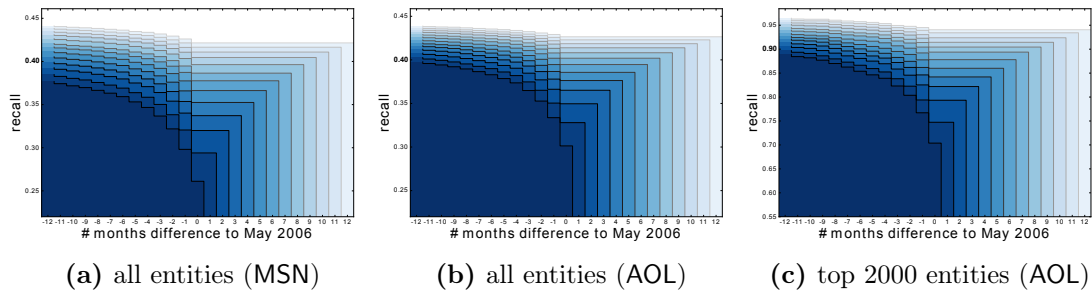 recall
0.45
0.40
0.35
0.30
0.25
-12 -11 -10 -9 -8 -7 -6 -5 -4 -3 -2 -1 0 1 2 3 4 5 6 7 8 9 10 11 12
# months difference to May 2006
(a) all entities (MSN)
recall
0.45
0.40
0.35
0.30
0.25
-12 -11 -10 -9 -8 -7 -6 -5 -4 -3 -2 -1 0 1 2 3 4 5 6 7 8 9 10 11 12
# months difference to May 2006
(b) all entities (AOL)
recall
0.95
0.90
0.85
0.80
0.75
0.70
0.65
0.60
0.55
-12 -11 -10 -9 -8 -7 -6 -5 -4 -3 -2 -1 0 1 2 3 4 5 6 7 8 9 10 11 12
# months difference to May 2006
(c) top 2000 entities (AOL)